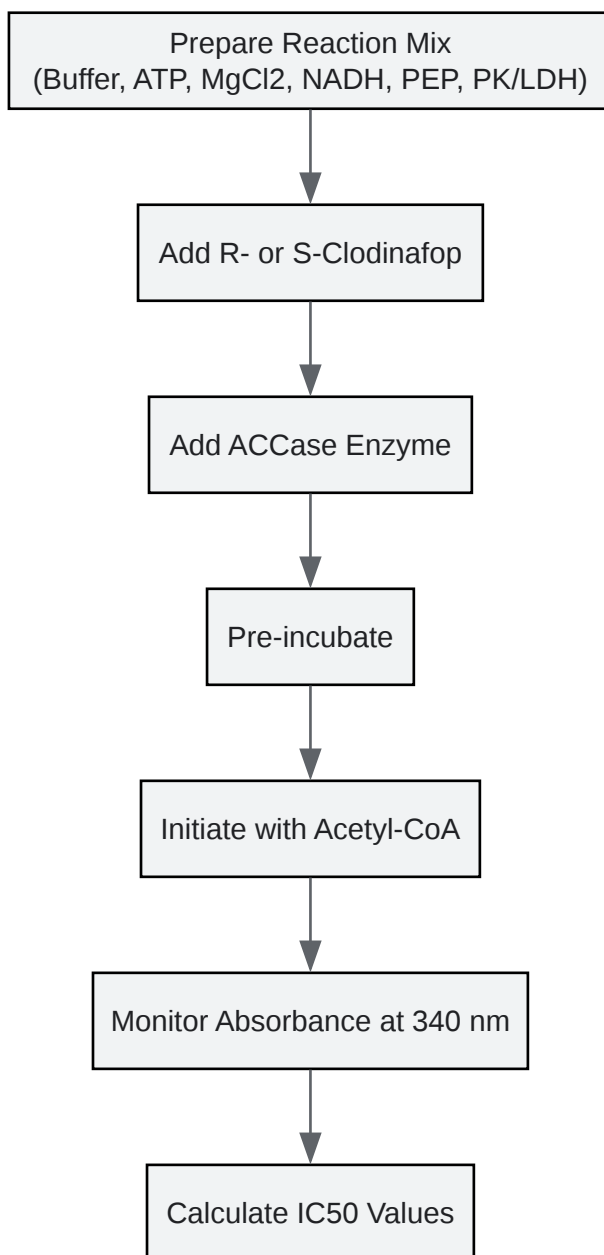 Prepare Reaction Mix
(Buffer, ATP, MgCl2, NADH, PEP, PK/LDH)
Add R- or S-Clodinafop
Add ACCase Enzyme
Pre-incubate
Initiate with Acetyl-CoA
Monitor Absorbance at 340 nm
Calculate IC50 Values